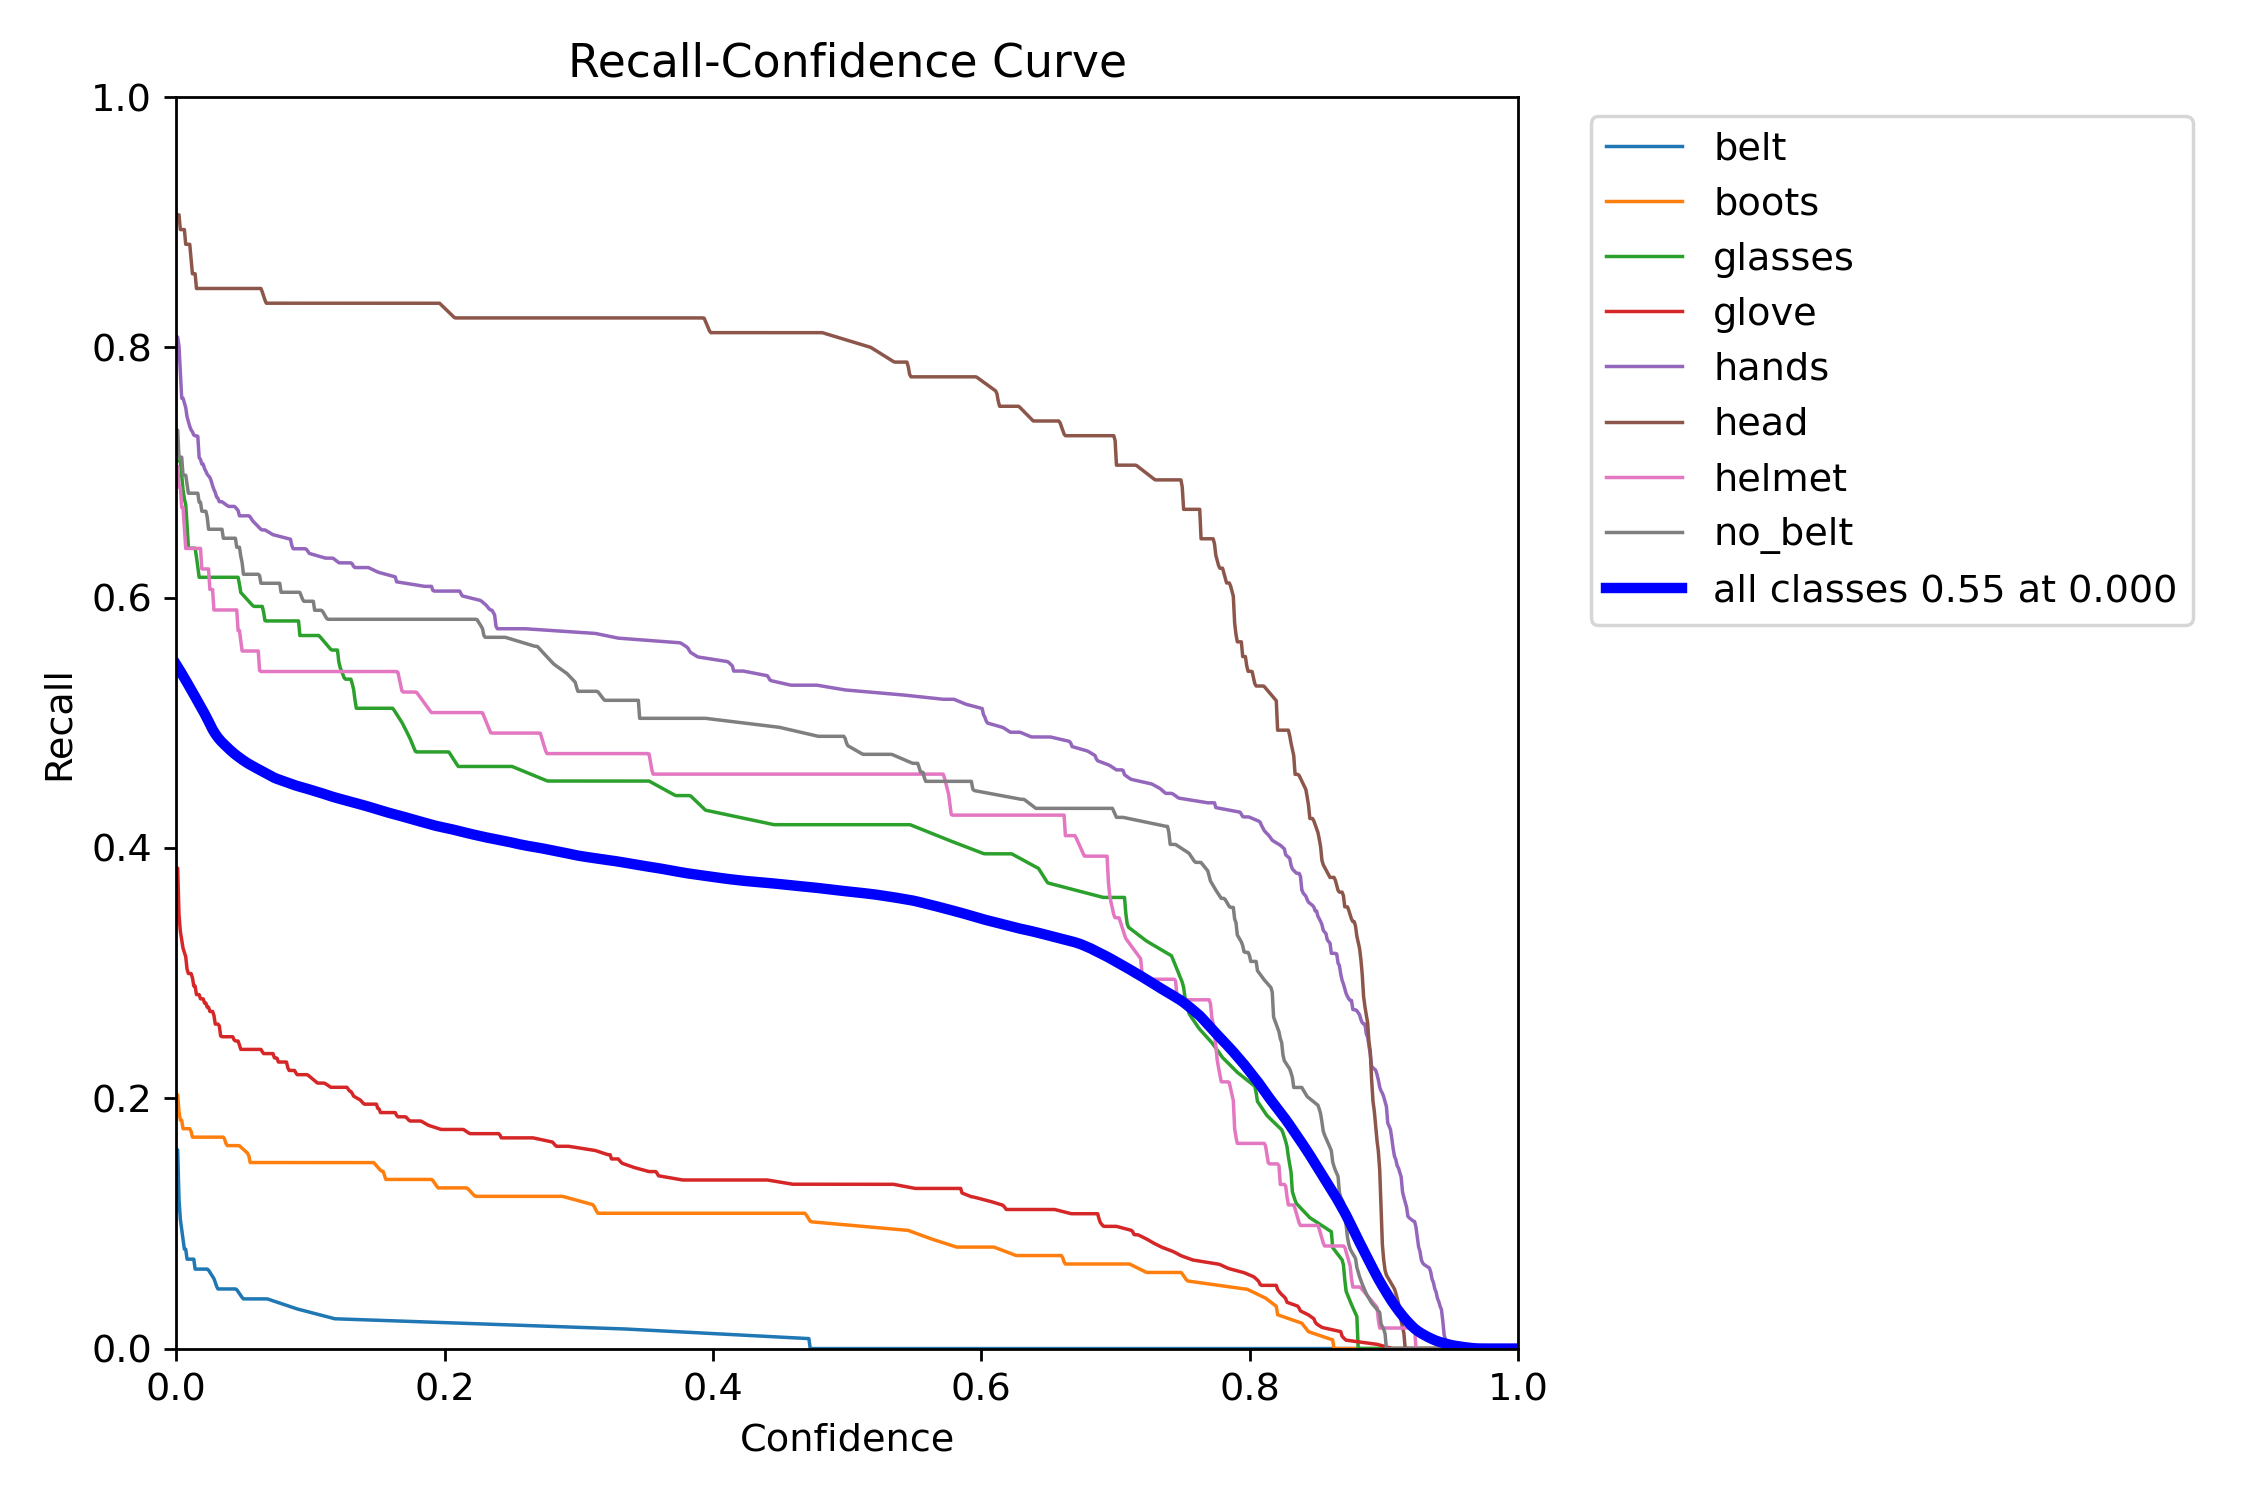 Recall-Confidence Curve
1.0
0.8
0.6
0.4
0.2
0.0
Recall
0.0 0.2 0.4 0.6 0.8 1.0
Confidence
belt
boots
glasses
glove
hands
head
helmet
no_belt
all classes 0.55 at 0.000